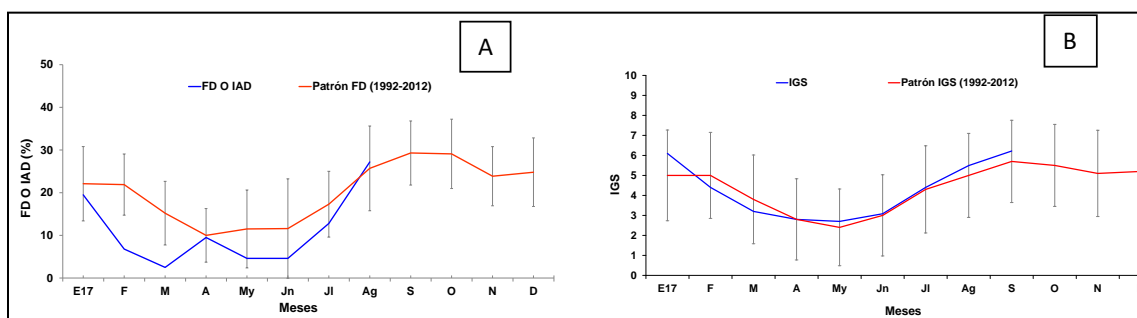 A
FD O IAD Patrón FD (1992-2012)
FD O IAD (%)
50
40
30
20
10
0
E17 F M A My Jn Jl Ag S O N D
Meses
B
IGS Patrón IGS (1992-2012)
IGS
10
9
8
7
6
5
4
3
2
1
0
E17 F M A My Jn Jl Ag S O N
Meses